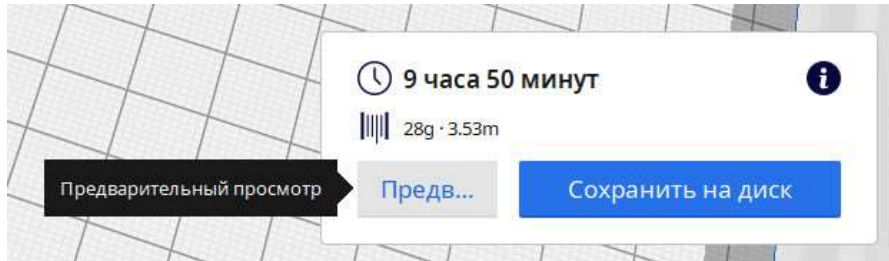 9 часа 50 минут
28g · 3.53m
Предварительный просмотр
Предв...
Сохранить на диск